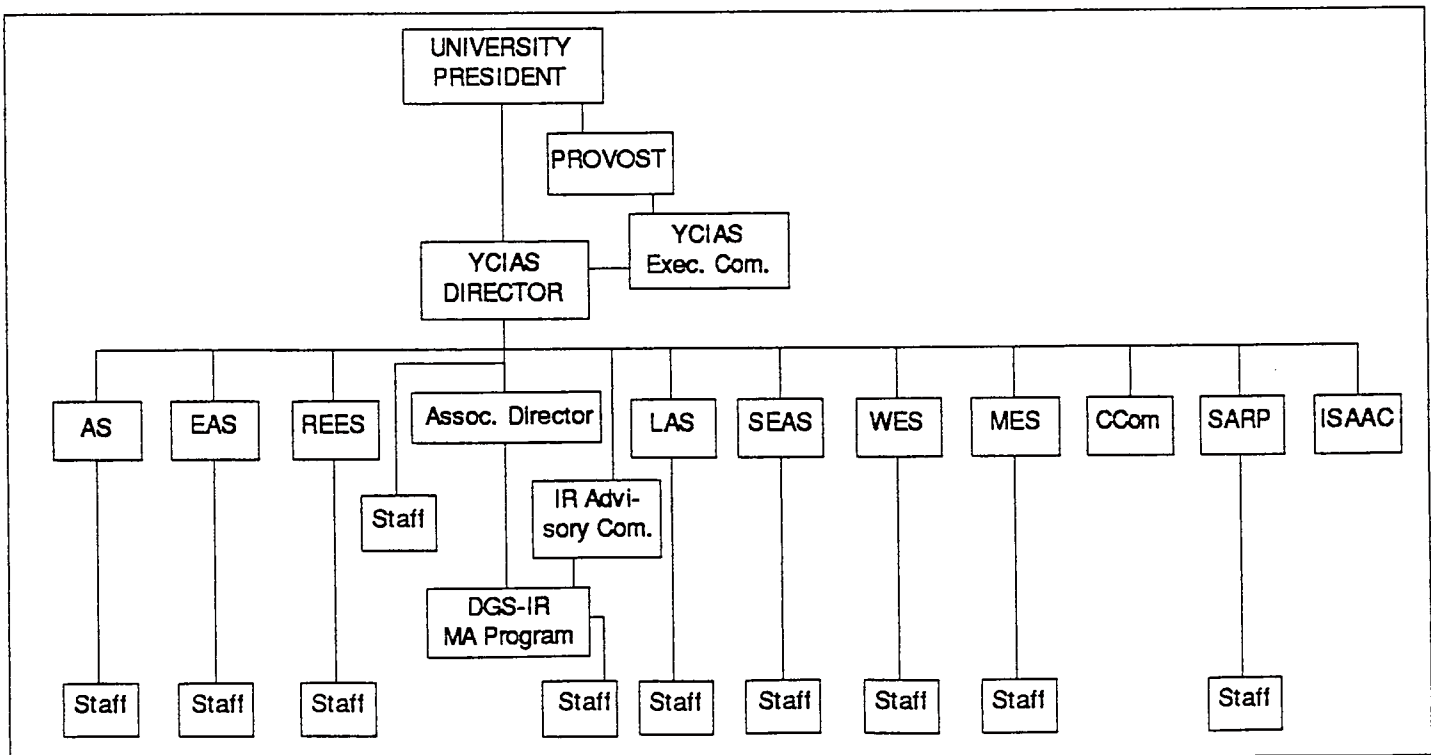 UNIVERSITY
PRESIDENT
PROVOST
YCIAS
Exec. Com.
YCIAS
DIRECTOR
AS
EAS
REES
Assoc. Director
LAS
SEAS
WES
MES
CCom
SARP
ISAAC
Staff
IR Advi-
sory Com.
DGS-IR
MA Program
Staff
Staff
Staff
Staff
Staff
Staff
Staff
Staff
Staff